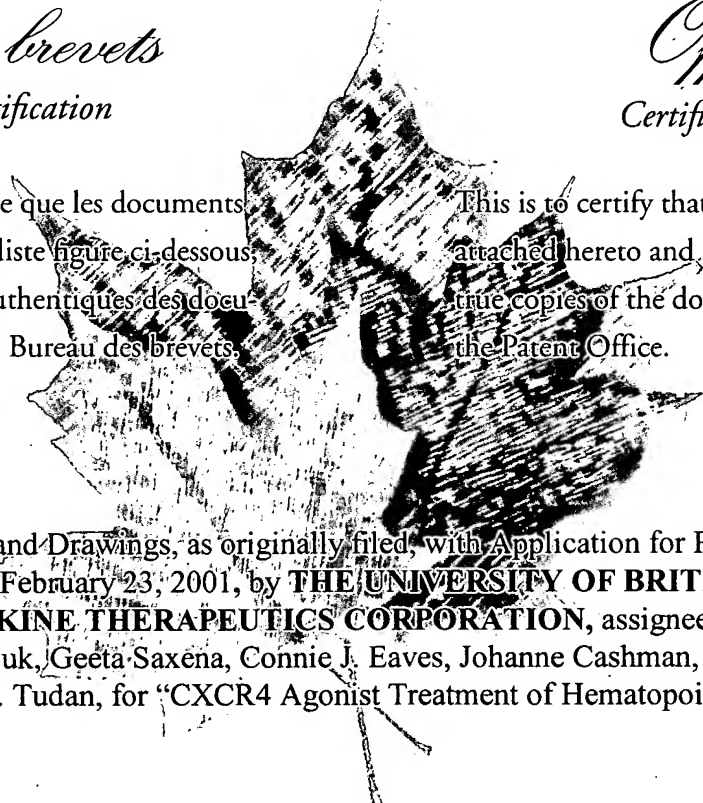 brevets
ification
Certifi
e que les documents
liste figure ci-dessous
uthentiques des docu-
Bureau des brevets.
This is to certify that
attached hereto and
true copies of the do
the Patent Office.
and Drawings, as originally filed, with Application for P
February 23, 2001, by THE UNIVERSITY OF BRIT
KINE THERAPEUTICS CORPORATION, assignee
uk, Geeta Saxena, Connie J. Eaves, Johanne Cashman,
. Tudan, for “CXCR4 Agonist Treatment of Hematopoi